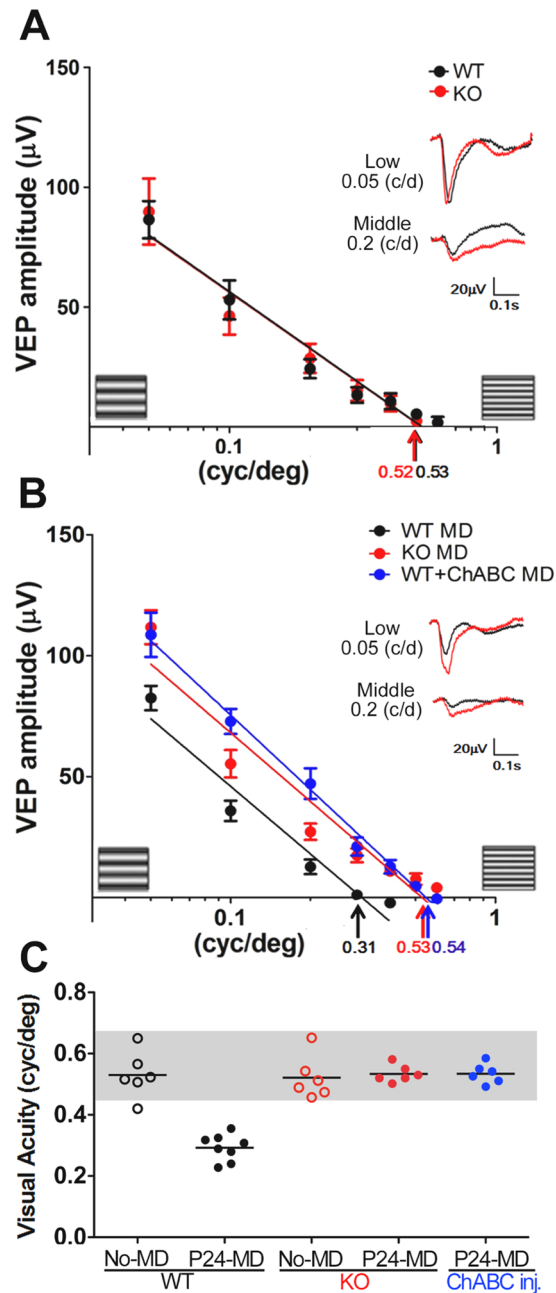 A
150
100
50
VEP amplitude (µV)
WT
KO
Low
0.05 (c/d)
Middle
0.2 (c/d)
20µV
0.1s
0.1
1
(cyc/deg)
0.52 0.53
B
150
100
50
VEP amplitude (µV)
WT MD
KO MD
WT+ChABC MD
Low
0.05 (c/d)
Middle
0.2 (c/d)
20µV
0.1s
0.1
1
(cyc/deg)
0.31
0.53 0.54
C
0.8
0.6
0.4
0.2
0.0
Visual Acuity (cyc/deg)
No-MD P24-MD No-MD P24-MD P24-MD
WT KO ChABC inj.